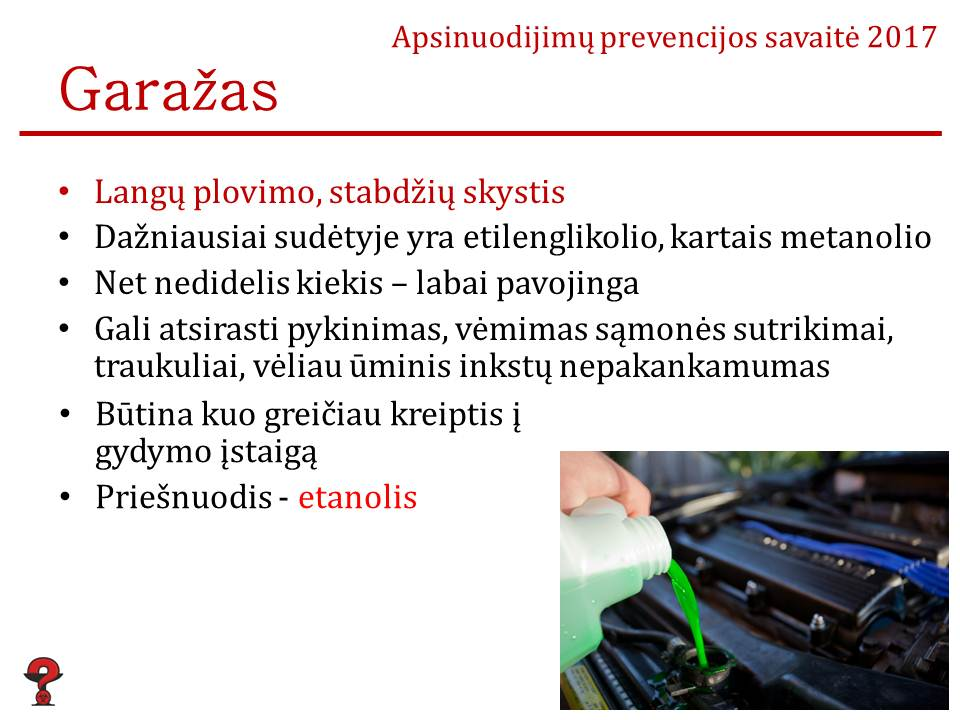 Apsinuodijimų prevencijos savaitė 2017
Garažas
• Langų plovimo, stabdžių skystis
• Dažniausiai sudėtyje yra etilenglikolio, kartais metanolio
• Net nedidelis kiekis – labai pavojinga
• Gali atsirasti pykinimas, vėmimas sąmonės sutrikimai,
traukuliai, vėliau ūminis inkstų nepakankamumas
• Būtina kuo greičiau kreiptis į
gydymo įstaigą
• Priešnuodis - etanolis